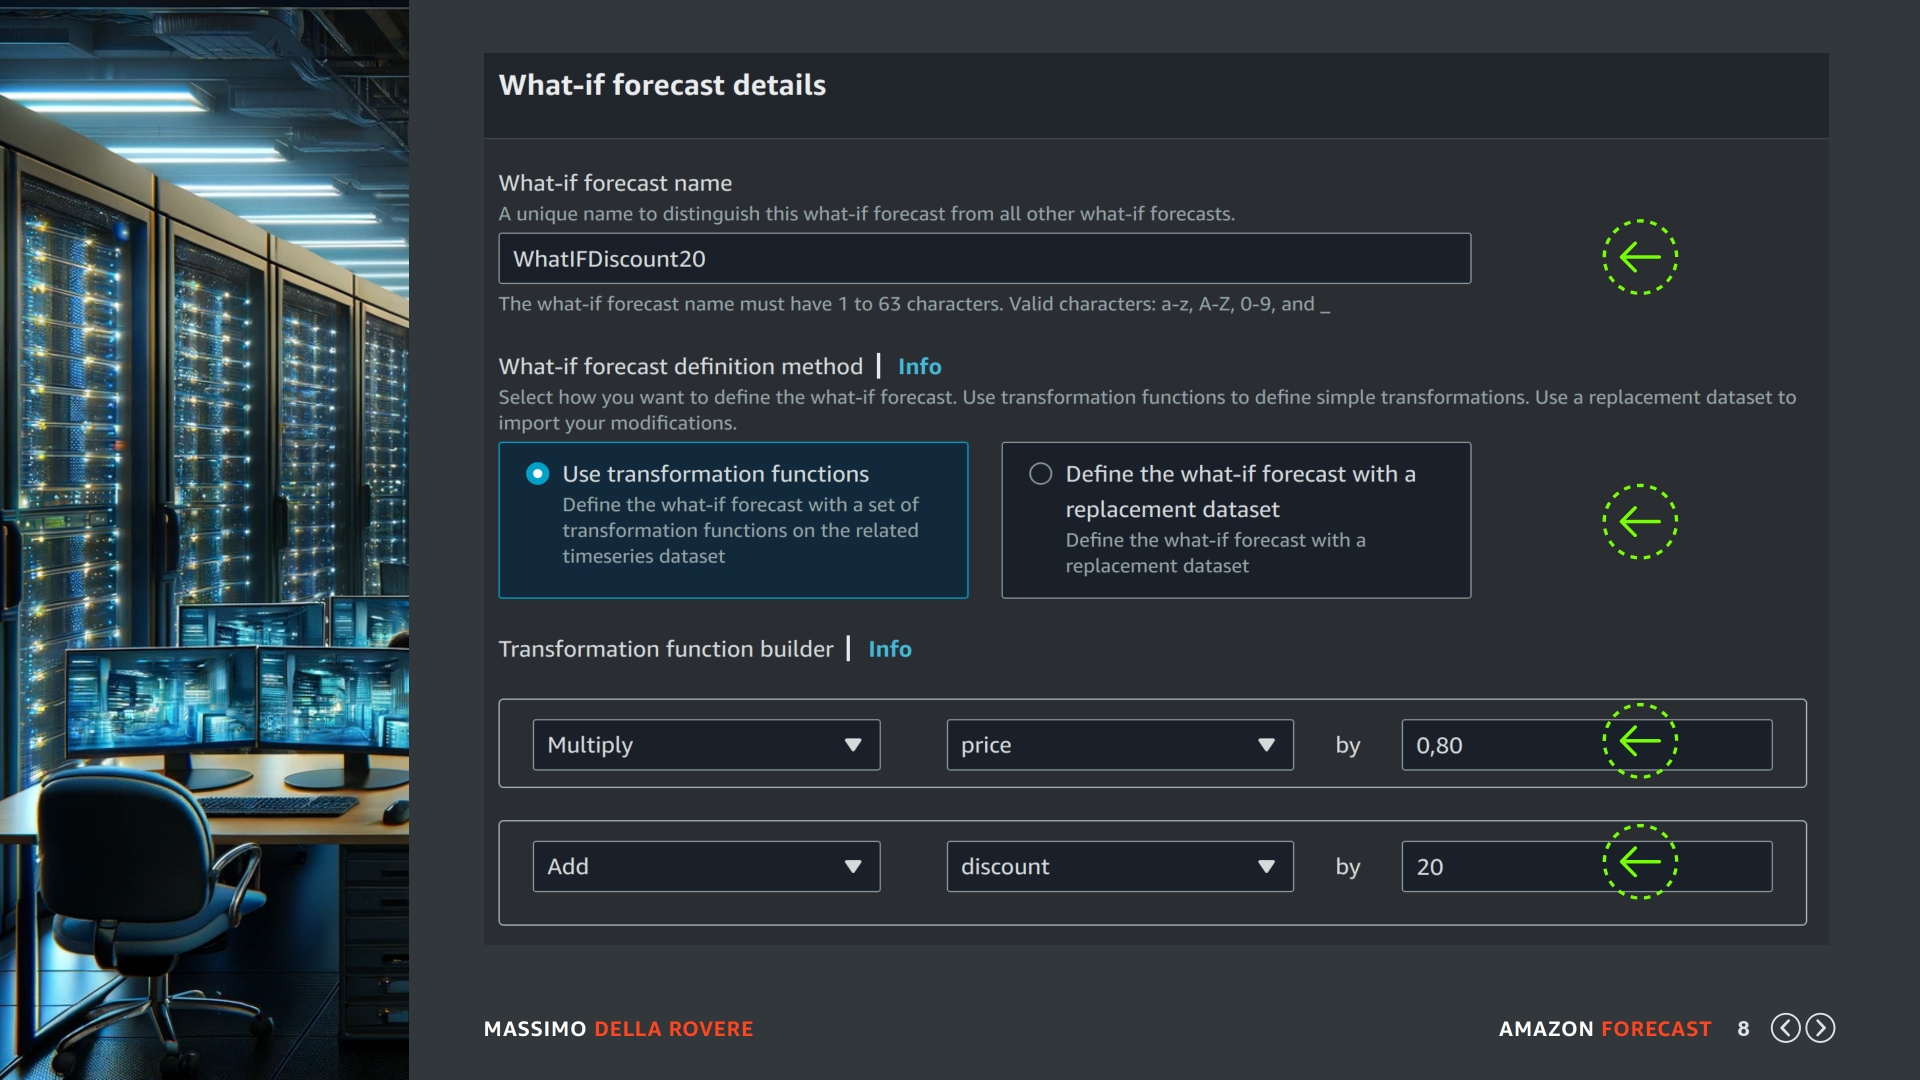 What-if forecast details
What-if forecast name
A unique name to distinguish this what-if forecast from all other what-if forecasts.
WhatIFDiscount20
The what-if forecast name must have 1 to 63 characters. Valid characters: a-z, A-Z, 0-9, and _
What-if forecast definition method | Info
Select how you want to define the what-if forecast. Use transformation functions to define simple transformations. Use a replacement dataset to
import your modifications.
Use transformation functions
Define the what-if forecast with a set of
transformation functions on the related
timeseries dataset
Define the what-if forecast with a
replacement dataset
Define the what-if forecast with a
replacement dataset
Transformation function builder | Info
Multiply price by 0,80
Add discount by 20
MASSIMO DELLA ROVERE
AMAZON FORECAST 8